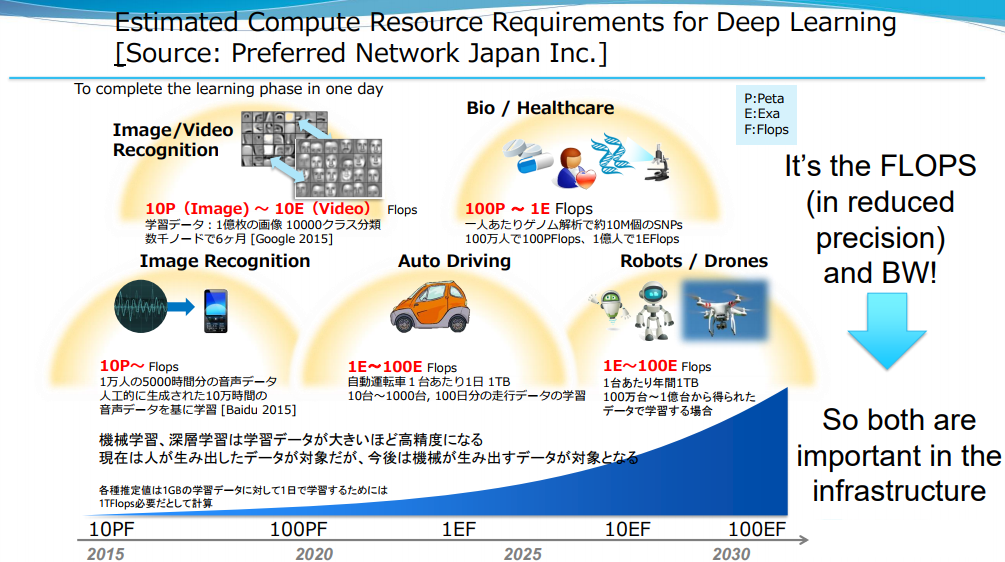 Estimated Compute Resource Requirements for Deep Learning
[Source: Preferred Network Japan Inc.]
To complete the learning phase in one day
P:Peta
E:Exa
F:Flops
Image/Video
Recognition
10P（Image) ～ 10E（Video） Flops
学習データ：1億枚の画像 10000クラス分類
数千ノードで6ヶ月 [Google 2015]
Bio / Healthcare
100P ～ 1E Flops
一人あたりゲノム解析で約10M個のSNPs
100万人で100PFlops、1億人で1EFlops
Image Recognition
10P～ Flops
1万人の5000時間分の音声データ
人工的に生成された10万時間の
音声データを基に学習 [Baidu 2015]
Auto Driving
1E～100E Flops
自動運転車１台あたり1日 1TB
10台～1000台, 100日分の走行データの学習
Robots / Drones
1E～100E Flops
1台あたり年間1TB
100万台～1億台から得られた
データで学習する場合
機械学習、深層学習は学習データが大きいほど高精度になる
現在は人が生み出したデータが対象だが、今後は機械が生み出すデータが対象となる
各種推定値は1GBの学習データに対して1日で学習するためには
1TFlops必要だとして計算
10PF 100PF 1EF 10EF 100EF
2015 2020 2025 2030
It's the FLOPS
(in reduced
precision)
and BW!
So both are
important in the
infrastructure